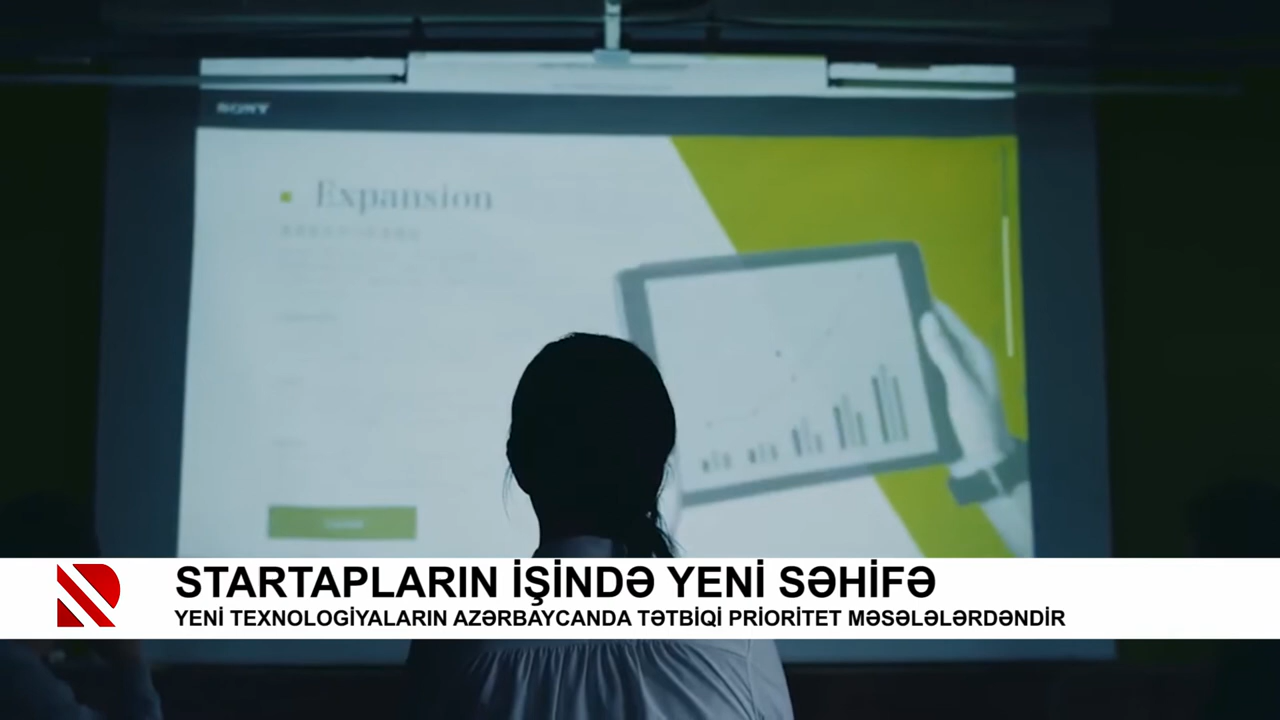 SONY
Expansion
STARTAPLARIN İŞİNDƏ YENİ SƏHİFƏ
YENİ TEXNOLOGİYALARIN AZƏRBAYCANDA TƏTBİQİ PRİORİTET MƏSƏLƏLƏRDƏNDİR